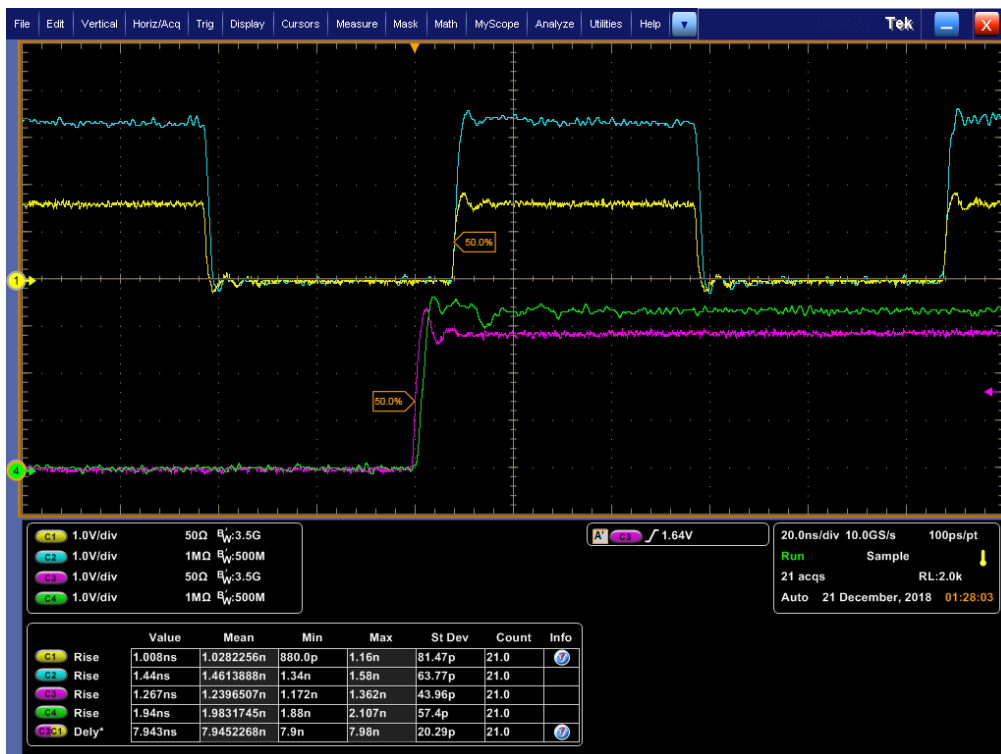 File Edit Vertical Horiz/Acq Trig Display Cursors Measure Mask Math MyScope Analyze Utilities Help Tek X
50.0%
1
50.0%
4
C1 1.0V/div 50Ω BW:3.5G
C2 1.0V/div 1MΩ BW:500M
C3 1.0V/div 50Ω BW:3.5G
C4 1.0V/div 1MΩ BW:500M
A' C3 1.64V
20.0ns/div 10.0GS/s 100ps/pt
Run Sample
21 acqs RL:2.0k
Auto 21 December, 2018 01:28:03
Value Mean Min Max St Dev Count Info
C1 Rise 1.008ns 1.0282256n 880.0p 1.16n 81.47p 21.0
C2 Rise 1.44ns 1.4613888n 1.34n 1.58n 63.77p 21.0
C3 Rise 1.267ns 1.2396507n 1.172n 1.362n 43.96p 21.0
C4 Rise 1.94ns 1.9831745n 1.88n 2.107n 57.4p 21.0
C3C1 Dely* 7.943ns 7.9452268n 7.9n 7.98n 20.29p 21.0